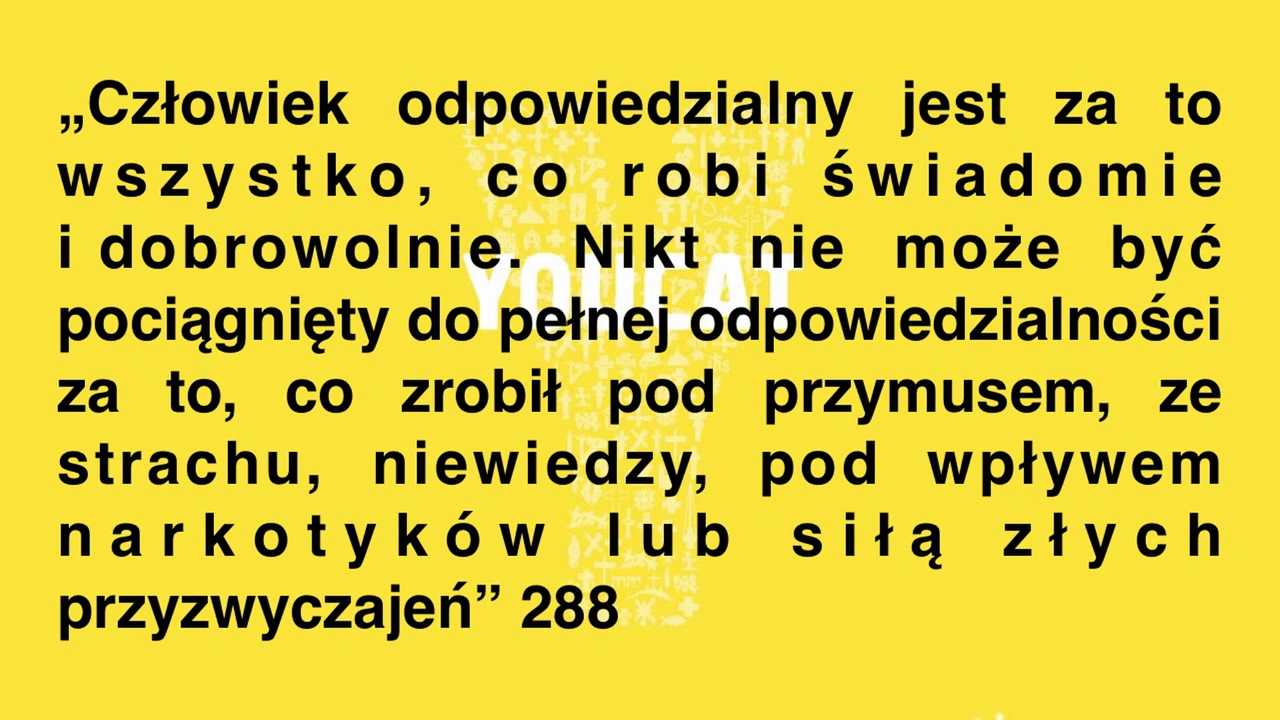 „Człowiek odpowiedzialny jest za to
wszystko, co robi świadomie
i dobrowolnie. Nikt nie może być
pociągnięty do pełnej odpowiedzialności
za to, co zrobił pod przymusem, ze
strachu, niewiedzy, pod wpływem
narkotyków lub siłą złych
przyzwyczajeń” 288
YOUCAT